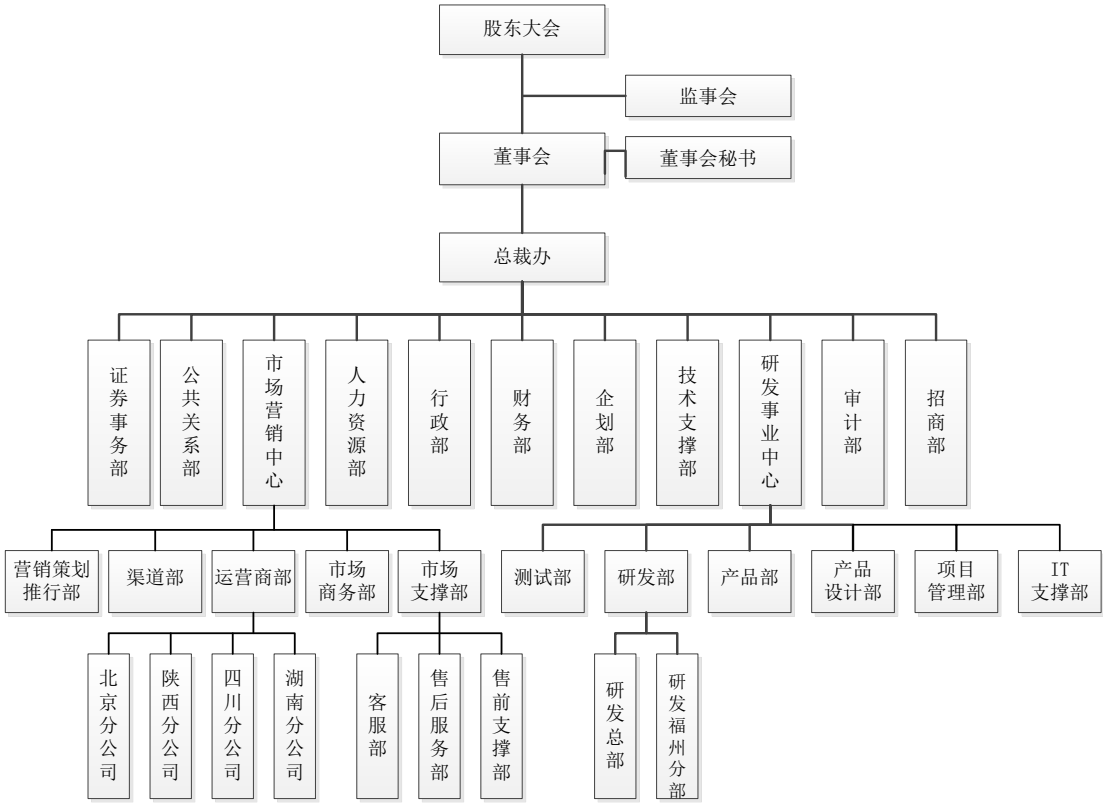 股东大会
监事会
董事会
董事会秘书
总裁办
证券事务部
公共关系部
市场营销中心
人力资源部
行政部
财务部
企划部
技术支撑部
研发事业中心
审计部
招商部
营销策划
推行部
渠道部
运营商部
市场
商务部
市场
支撑部
测试部
研发部
产品部
产品
设计部
项目
管理部
IT
支撑部
北京分公司
陕西分公司
四川分公司
湖南分公司
客服部
售后服务部
售前支撑部
研发总部
研发福州分部